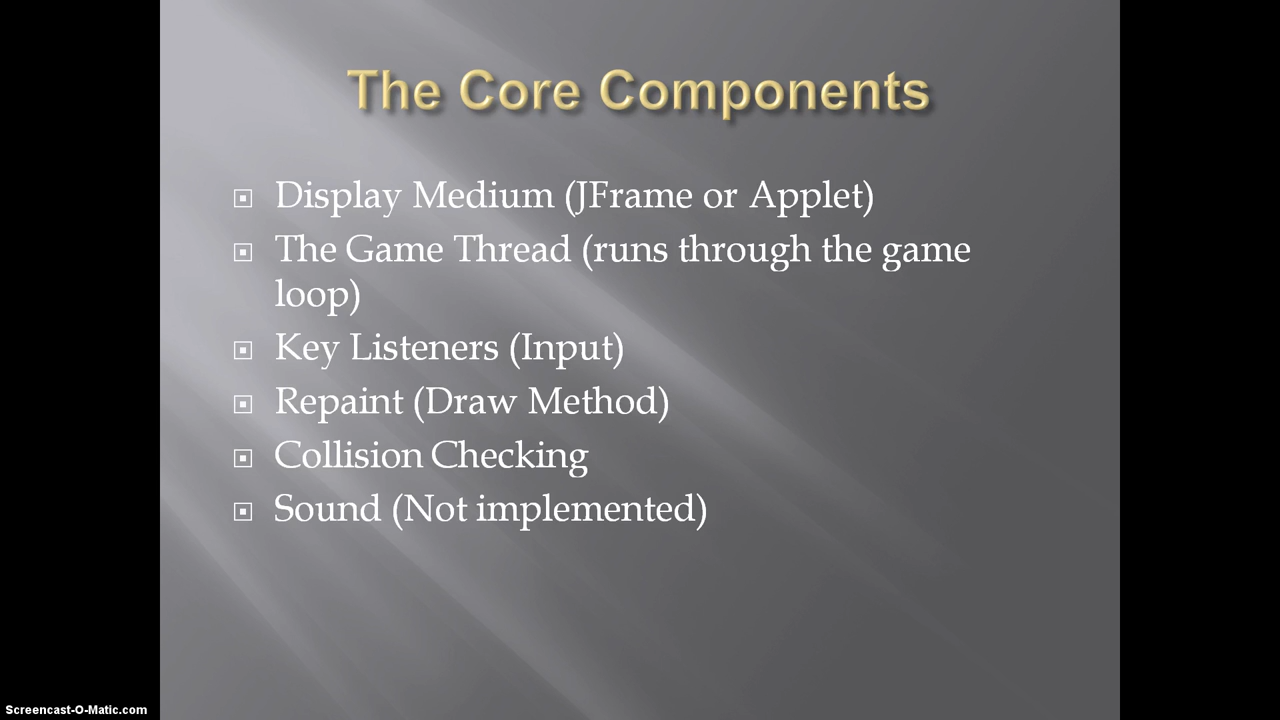 The Core Components
Display Medium (JFrame or Applet)
The Game Thread (runs through the game
loop)
Key Listeners (Input)
Repaint (Draw Method)
Collision Checking
Sound (Not implemented)
Screencast-O-Matic.com